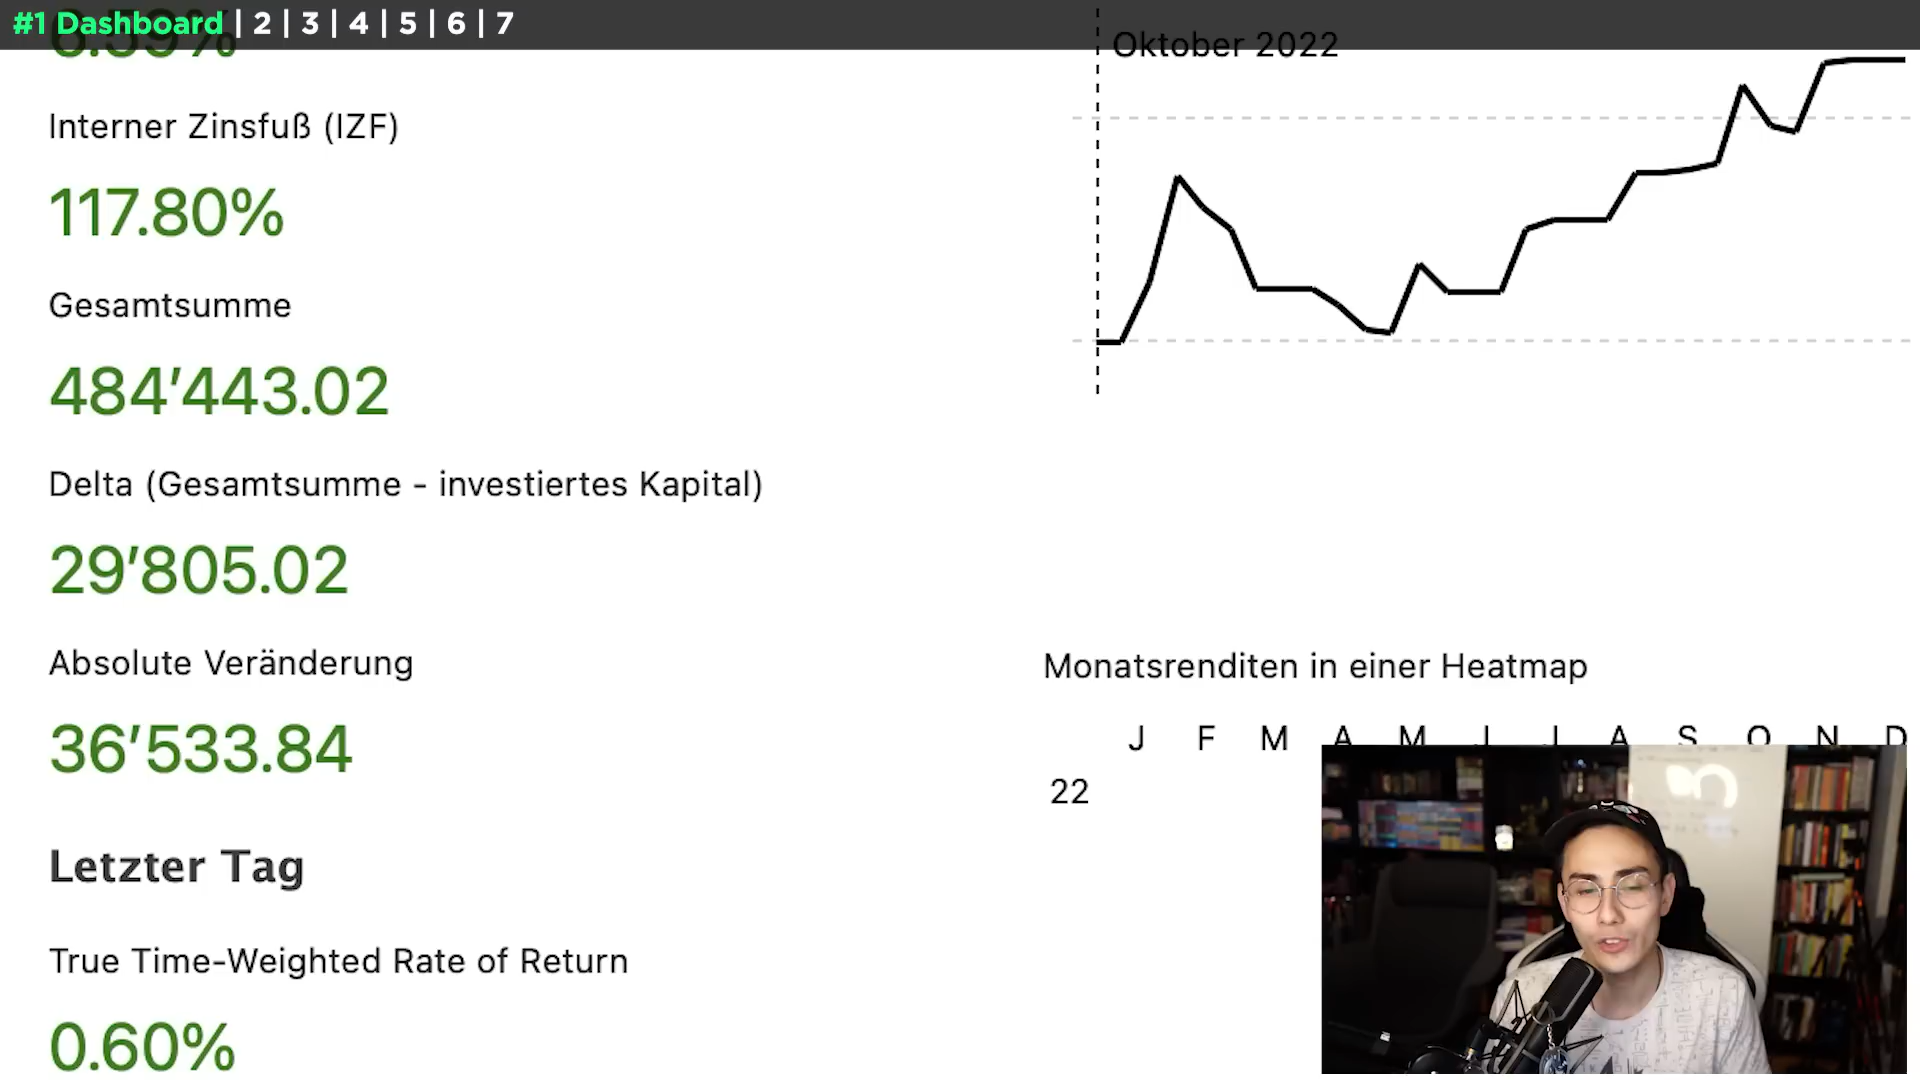 #1 Dashboard | 2 | 3 | 4 | 5 | 6 | 7
6.59%
Interner Zinsfuß (IZF)
117.80%
Gesamtsumme
484’443.02
Delta (Gesamtsumme - investiertes Kapital)
29’805.02
Absolute Veränderung
36’533.84
Letzter Tag
True Time-Weighted Rate of Return
0.60%
Oktober 2022
Monatsrenditen in einer Heatmap
J F M A M J J A S O N D
22